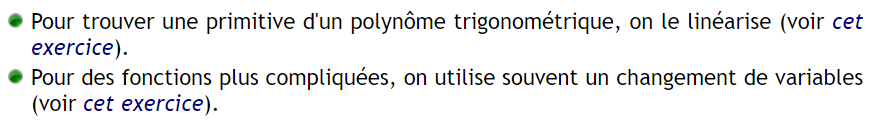 Pour trouver une primitive d'un polynôme trigonométrique, on le linéarise (voir cet
exercice).
Pour des fonctions plus compliquées, on utilise souvent un changement de variables
(voir cet exercice).